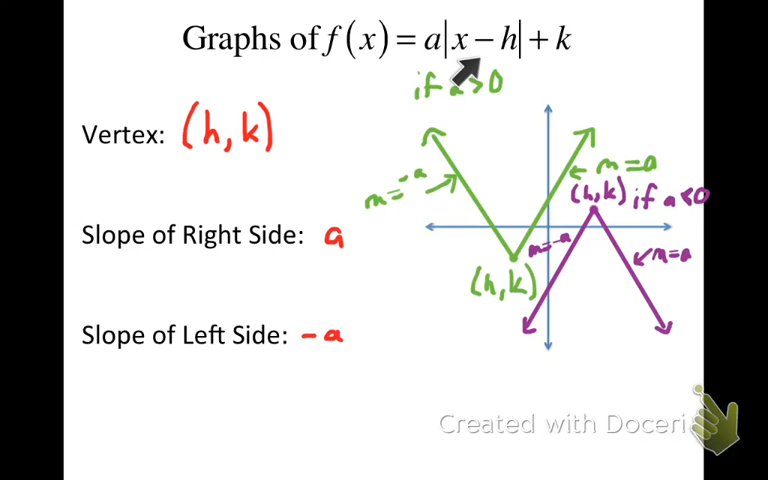 Graphs of f(x) = a|x − h| + k
if a>0
Vertex: (h,k)
m=-a
m=a
(h,k) if a<0
Slope of Right Side: a
m=-a
m=a
(h,k)
Slope of Left Side: -a
Created with Doceri